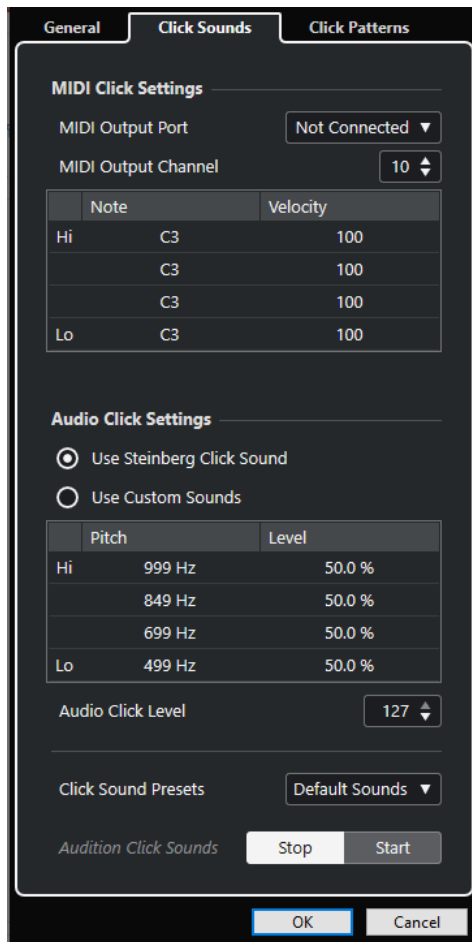 General Click Sounds Click Patterns
MIDI Click Settings
MIDI Output Port Not Connected
MIDI Output Channel 10
Note Velocity
Hi C3 100
C3 100
C3 100
Lo C3 100
Audio Click Settings
Use Steinberg Click Sound
Use Custom Sounds
Pitch Level
Hi 999 Hz 50.0 %
849 Hz 50.0 %
699 Hz 50.0 %
Lo 499 Hz 50.0 %
Audio Click Level 127
Click Sound Presets Default Sounds
Audition Click Sounds Stop Start
OK Cancel